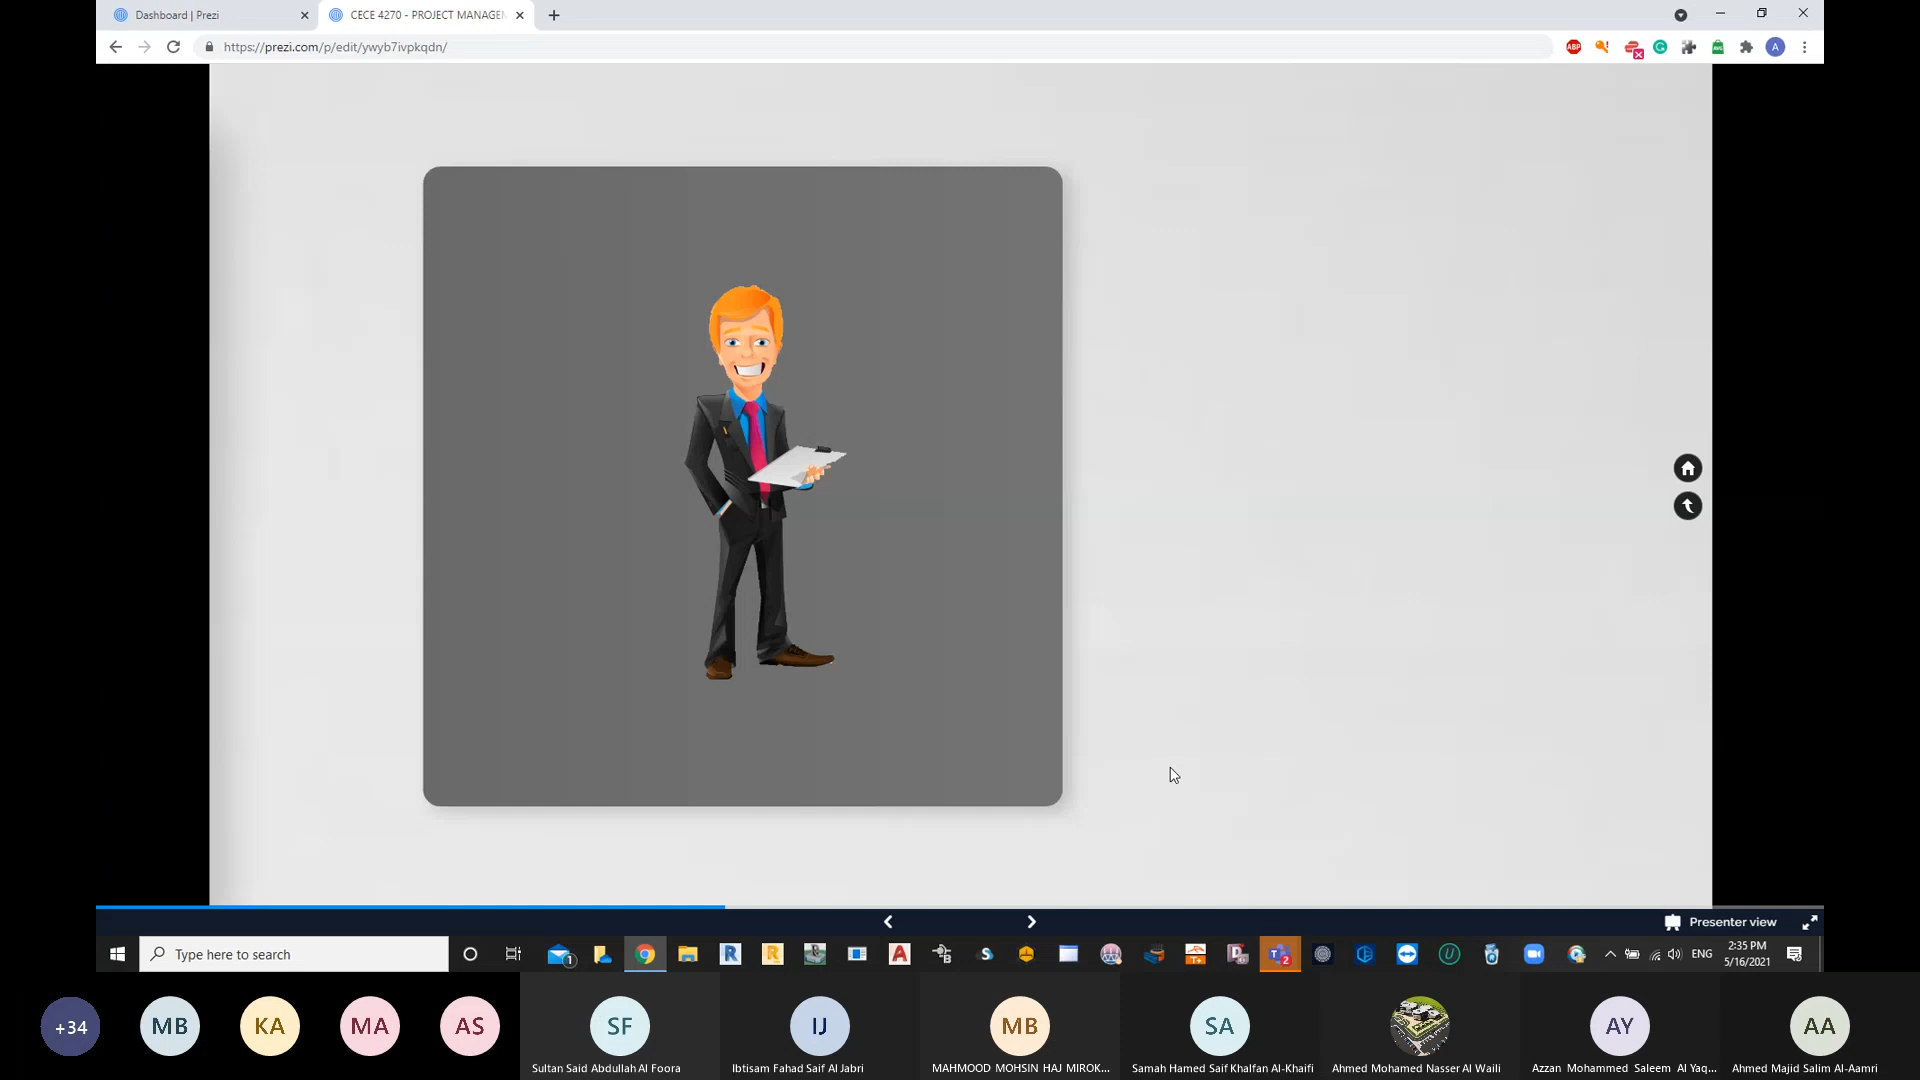 Dashboard | Prezi
CECE 4270 - PROJECT MANAGEM
https://prezi.com/p/edit/ywyb7ivpkqdn/
ABP
A
Presenter view
Type here to search
1
2
ENG
2:35 PM
5/16/2021
+34
MB
KA
MA
AS
SF
IJ
MB
SA
AY
AA
Sultan Said Abdullah Al Foora
Ibtisam Fahad Saif Al Jabri
MAHMOOD MOHSIN HAJ MIROK...
Samah Hamed Saif Khalfan Al-Khaifi
Ahmed Mohamed Nasser Al Waili
Azzan Mohammed Saleem Al Yaq...
Ahmed Majid Salim Al-Aamri